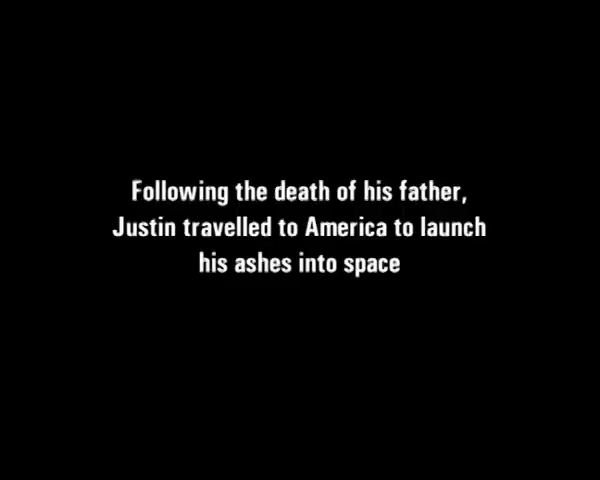 Following the death of his father,
Justin travelled to America to launch
his ashes into space